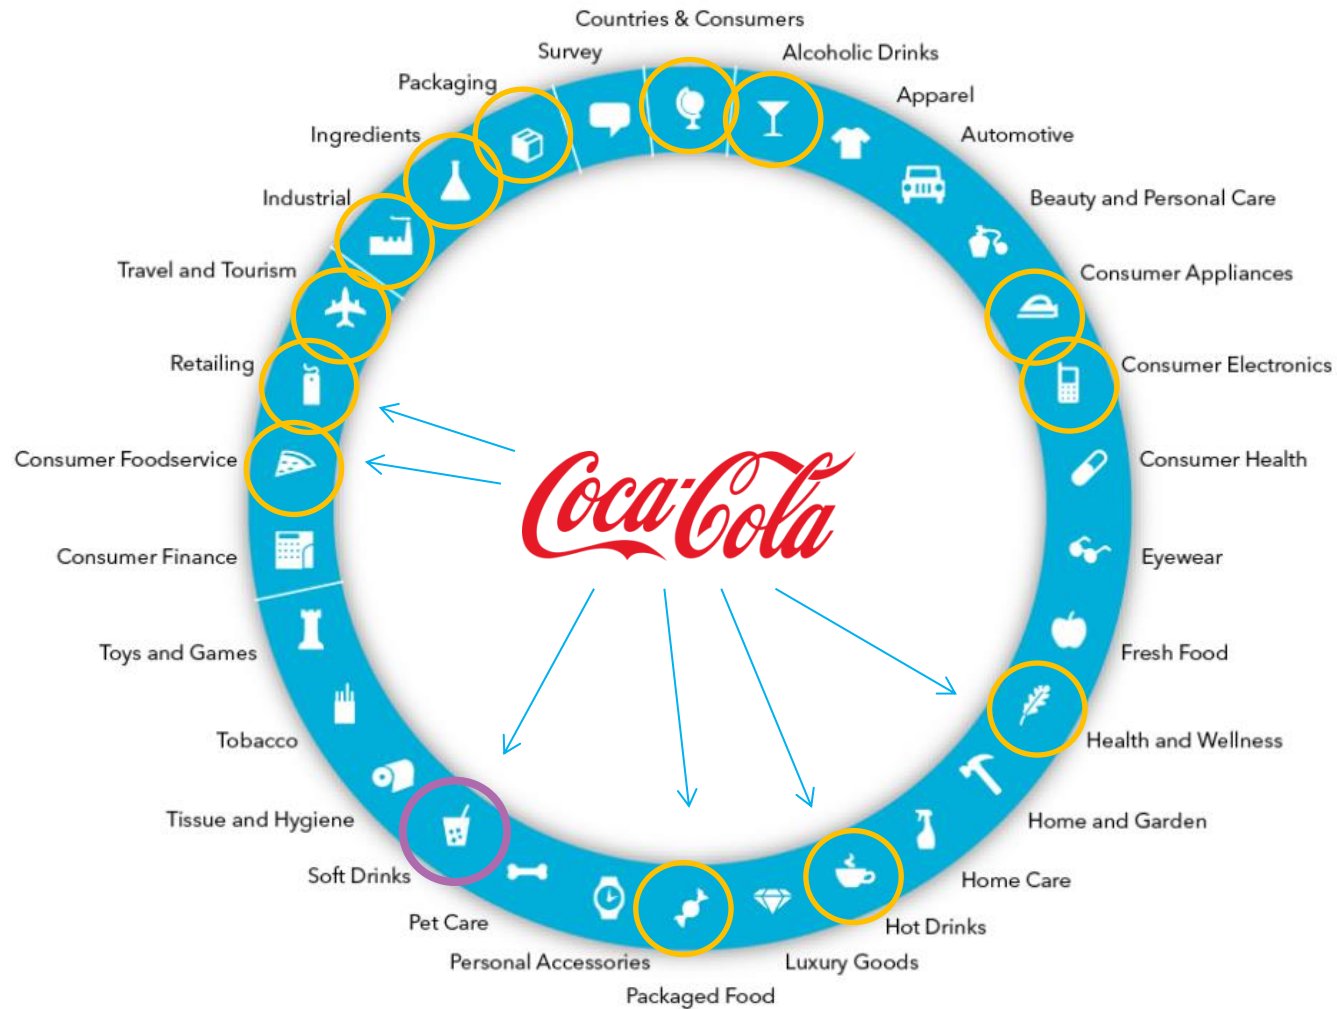 Countries & Consumers
Survey
Alcoholic Drinks
Packaging
Apparel
Ingredients
Automotive
Industrial
Beauty and Personal Care
Travel and Tourism
Consumer Appliances
Retailing
Consumer Electronics
Consumer Foodservice
Coca-Cola
Consumer Health
Consumer Finance
Eyewear
Toys and Games
Fresh Food
Tobacco
Health and Wellness
Tissue and Hygiene
Home and Garden
Soft Drinks
Home Care
Pet Care
Hot Drinks
Personal Accessories
Luxury Goods
Packaged Food